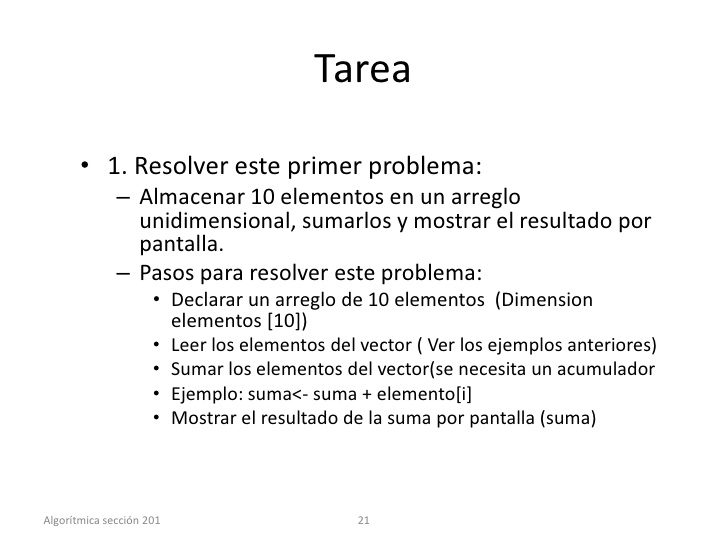 Tarea
• 1. Resolver este primer problema:
– Almacenar 10 elementos en un arreglo
unidimensional, sumarlos y mostrar el resultado por
pantalla.
– Pasos para resolver este problema:
• Declarar un arreglo de 10 elementos  (Dimension
elementos [10])
• Leer los elementos del vector ( Ver los ejemplos anteriores)
• Sumar los elementos del vector(se necesita un acumulador
• Ejemplo: suma<- suma + elemento[i]
• Mostrar el resultado de la suma por pantalla (suma)
Algorítmica sección 201 21